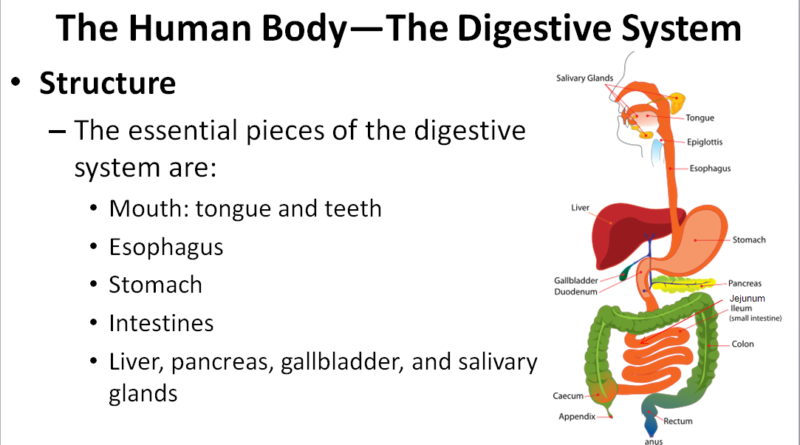 The Human Body—The Digestive System
• Structure
– The essential pieces of the digestive
system are:
• Mouth: tongue and teeth
• Esophagus
• Stomach
• Intestines
• Liver, pancreas, gallbladder, and salivary
glands
Salivary Glands
Tongue
Epiglottis
Esophagus
Liver
Stomach
Gallbladder
Duodenum
Pancreas
Jejunum
Ileum
(small intestine)
Colon
Caecum
Appendix
Rectum
anus